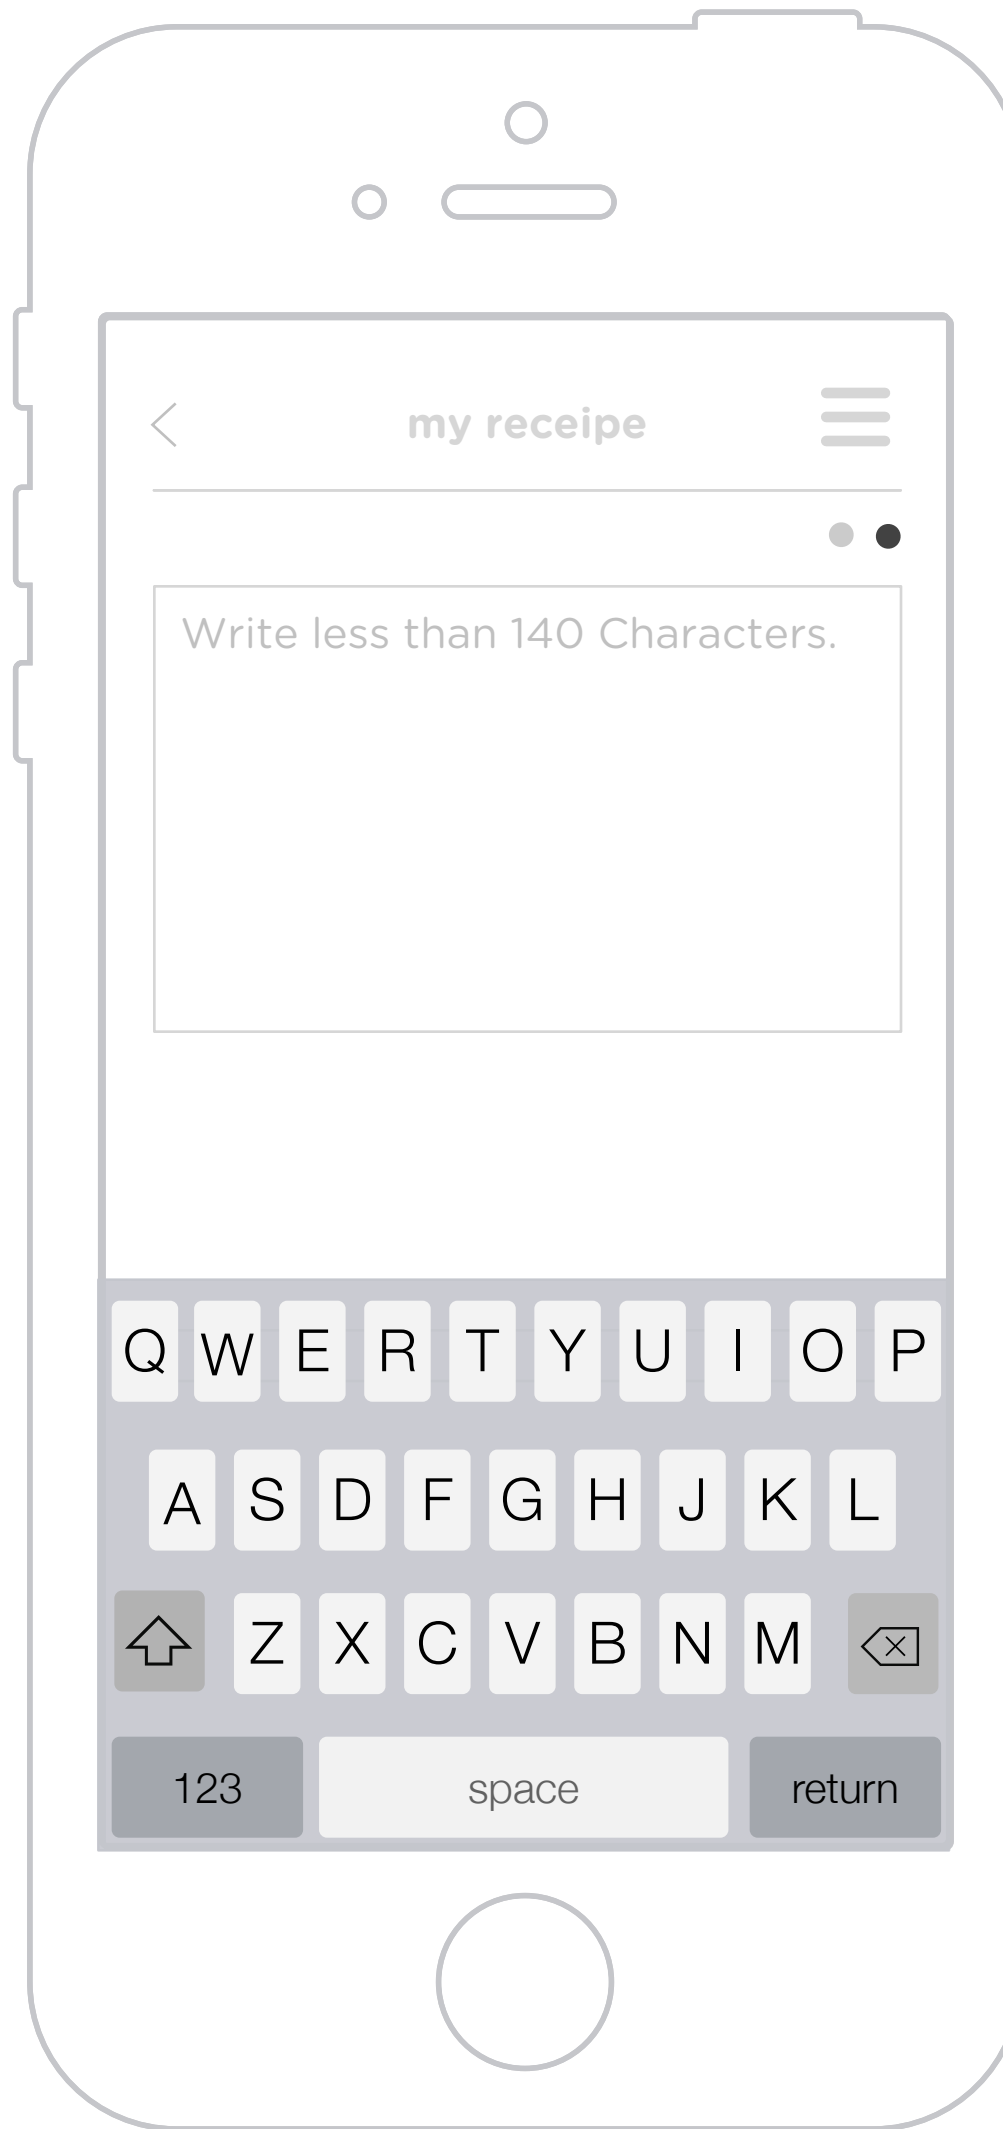 my receipe
Write less than 140 Characters.
Q W E R T Y U I O P
A S D F G H J K L
Z X C V B N M
123 space return